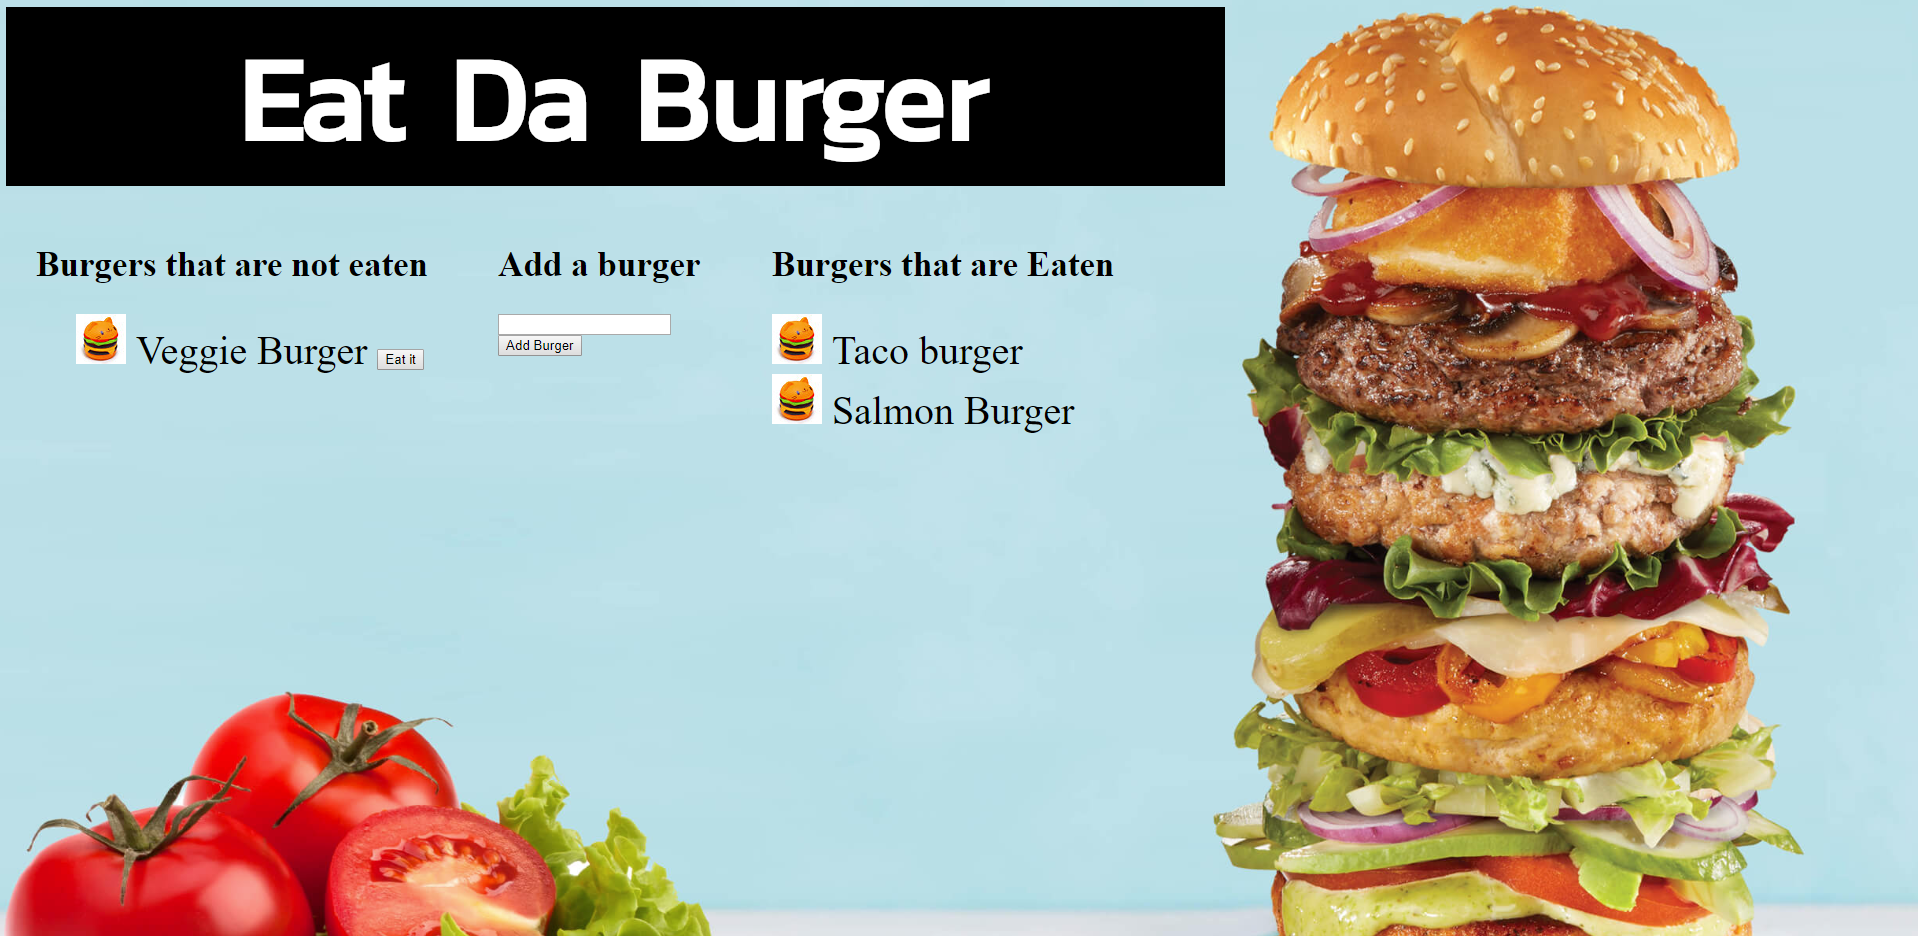 Eat Da Burger
Burgers that are not eaten
Veggie Burger Eat it
Add a burger
Add Burger
Burgers that are Eaten
Taco burger
Salmon Burger